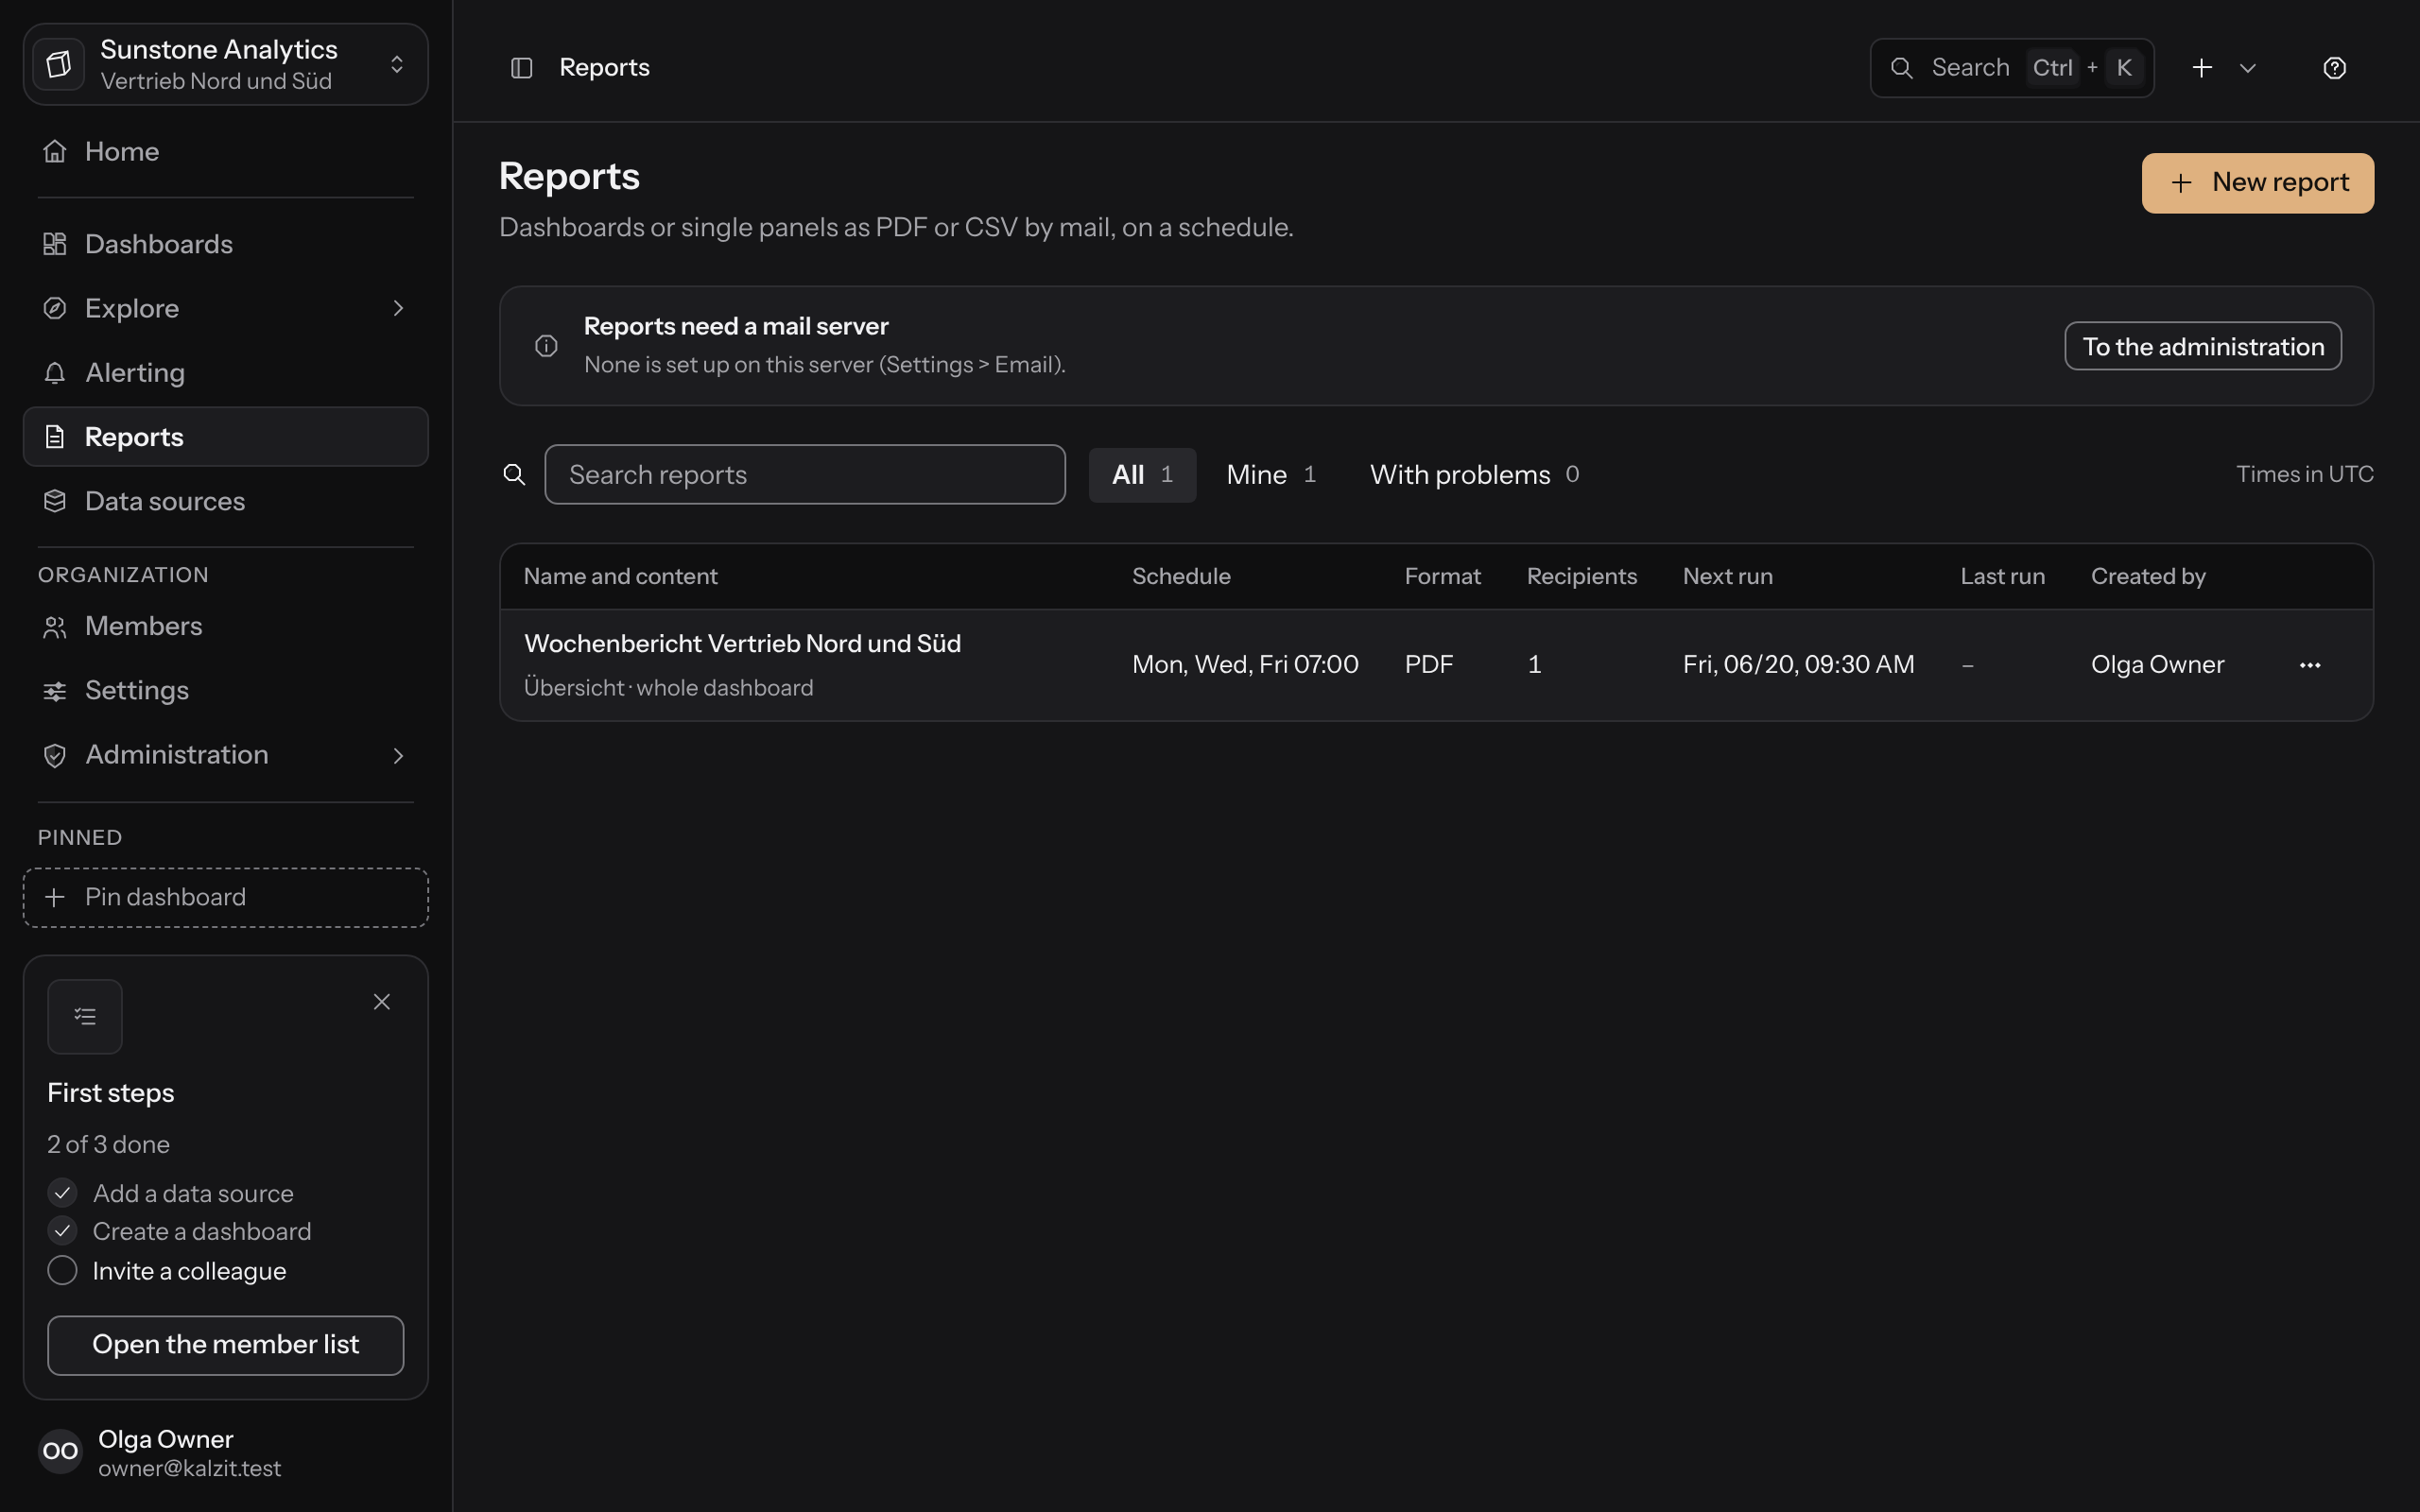 Sunstone Analytics
Vertrieb Nord und Süd
Home
Dashboards
Explore
Alerting
Reports
Data sources
ORGANIZATION
Members
Settings
Administration
PINNED
Pin dashboard
First steps
2 of 3 done
Add a data source
Create a dashboard
Invite a colleague
Open the member list
OO
Olga Owner
owner@kalzit.test
Reports
Search Ctrl + K
Reports
Dashboards or single panels as PDF or CSV by mail, on a schedule.
New report
Reports need a mail server
None is set up on this server (Settings > Email).
To the administration
Search reports
All 1
Mine 1
With problems 0
Times in UTC
Name and content Schedule Format Recipients Next run Last run Created by
Wochenbericht Vertrieb Nord und Süd
Übersicht · whole dashboard
Mon, Wed, Fri 07:00 PDF 1 Fri, 06/20, 09:30 AM – Olga Owner